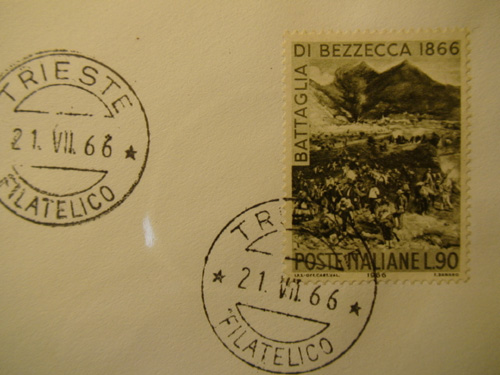 TRIESTE
21. VII. 66
FILATELICO
BATTAGLIA
DI BEZZECCA 1866
POSTE ITALIANE L.90
1966
TRIESTE
21. VII. 66
FILATELICO